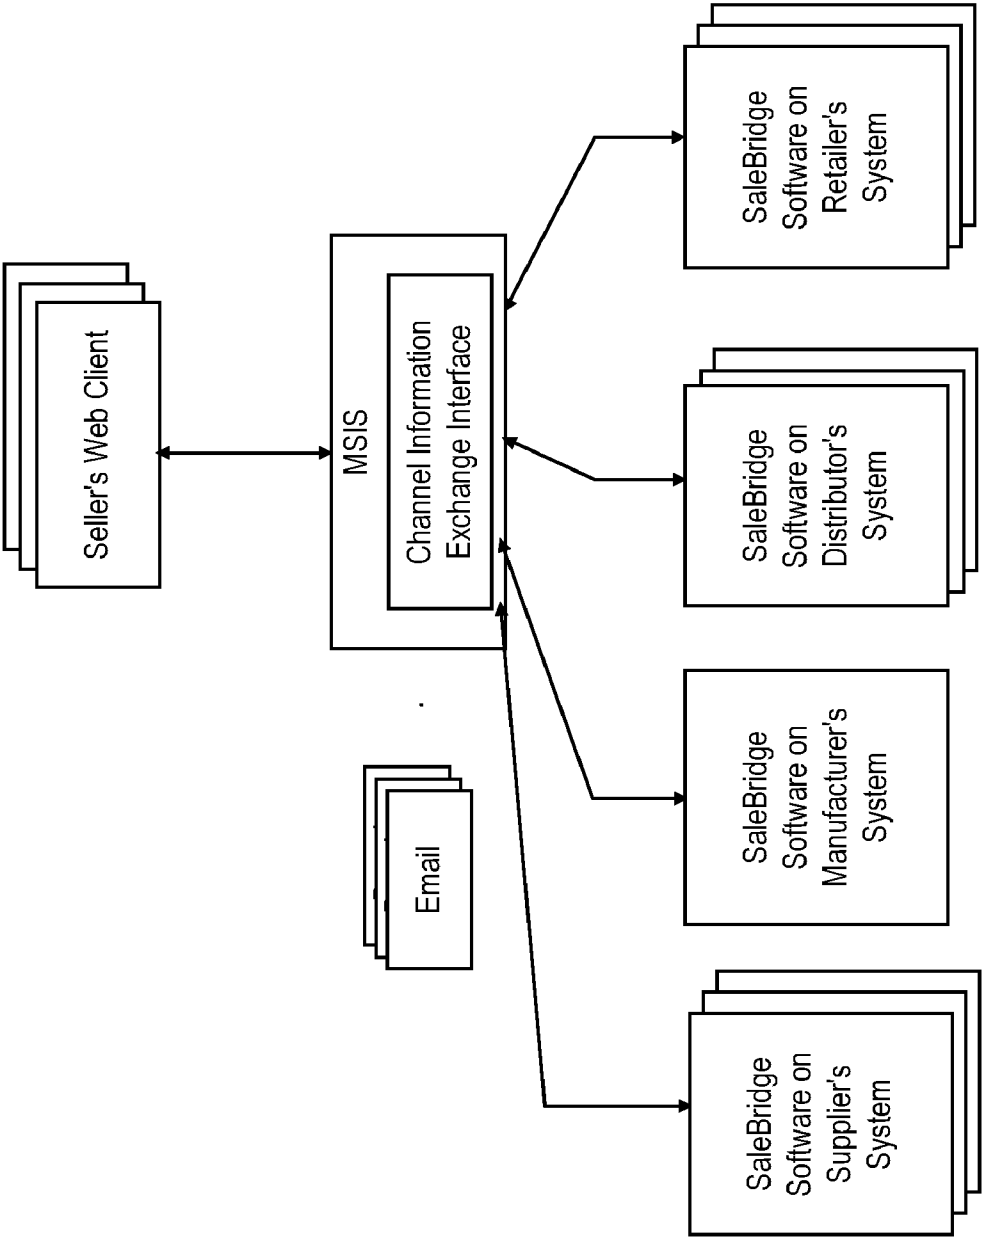 Seller's Web Client
MSIS
Channel Information
Exchange Interface
Email
SaleBridge
Software on
Supplier's
System
SaleBridge
Software on
Manufacturer's
System
SaleBridge
Software on
Distributor's
System
SaleBridge
Software on
Retailer's
System